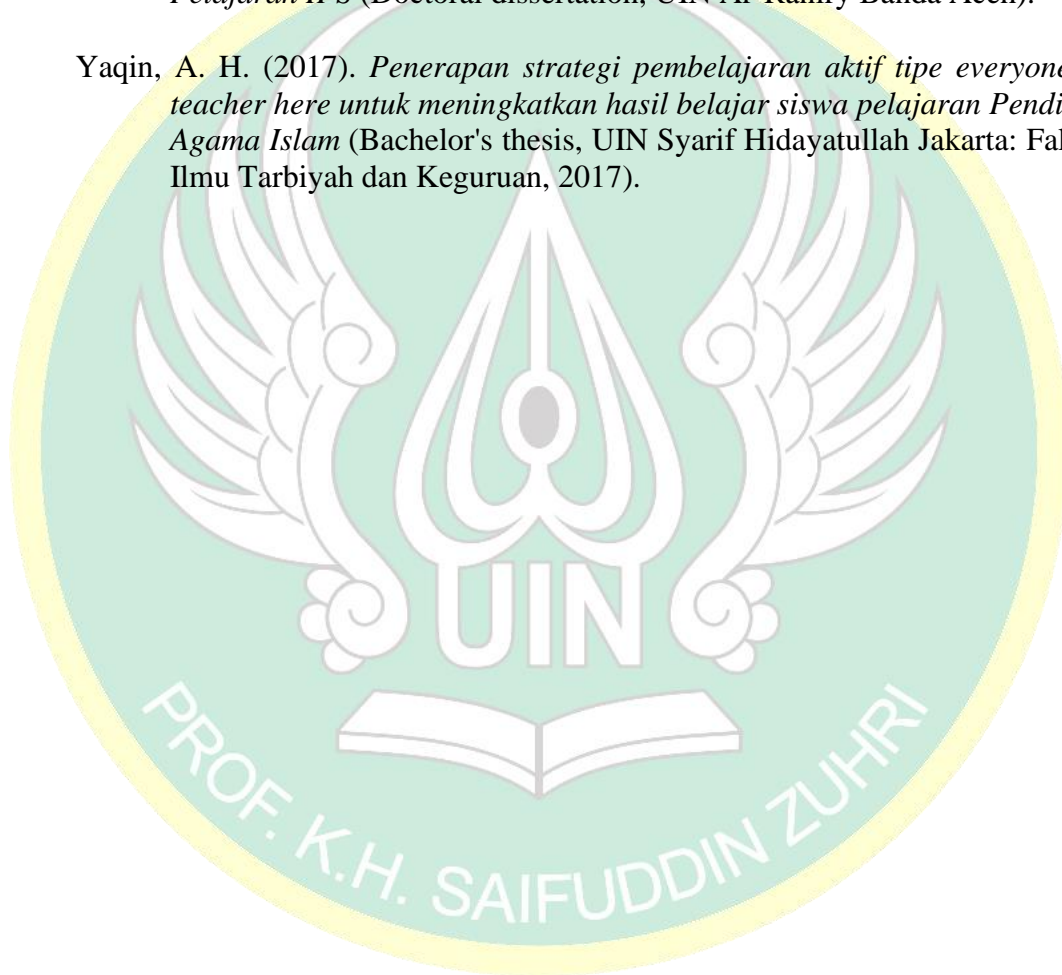 (Doctoral dissertation, UIN Ar-Raniry Banda Aceh).
Yaqin, A. H. (2017). Penerapan strategi pembelajaran aktif tipe everyone
teacher here untuk meningkatkan hasil belajar siswa pelajaran Pendi
Agama Islam (Bachelor's thesis, UIN Syarif Hidayatullah Jakarta: Fak
Ilmu Tarbiyah dan Keguruan, 2017).
UIN
PROF. K.H. SAIFUDDIN ZUHRI